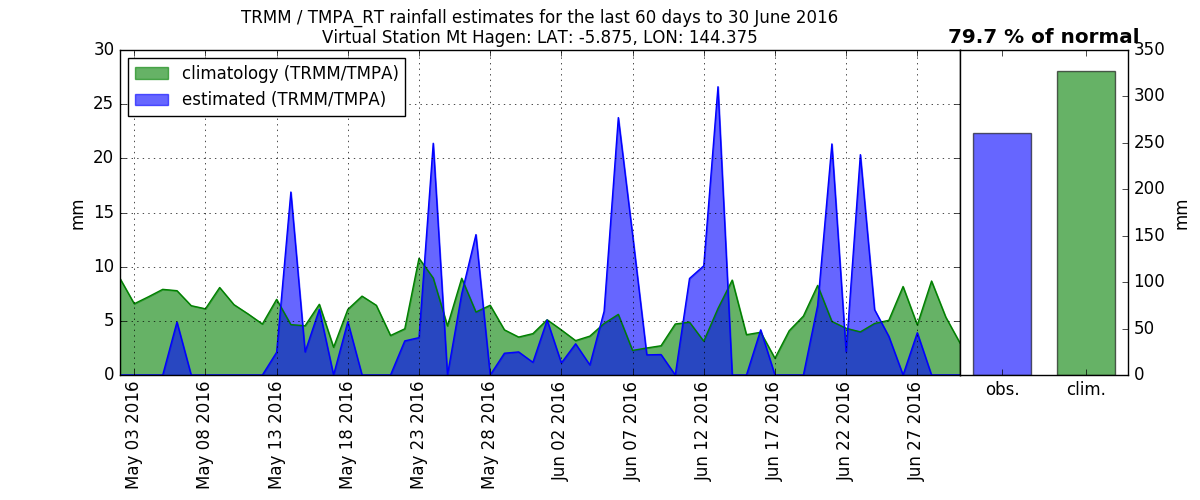 TRMM / TMPA_RT rainfall estimates for the last 60 days to 30 June 2016
Virtual Station Mt Hagen: LAT: -5.875, LON: 144.375
79.7 % of normal
climatology (TRMM/TMPA)
estimated (TRMM/TMPA)
mm
30
25
20
15
10
5
0
May 03 2016
May 08 2016
May 13 2016
May 18 2016
May 23 2016
May 28 2016
Jun 02 2016
Jun 07 2016
Jun 12 2016
Jun 17 2016
Jun 22 2016
Jun 27 2016
350
300
250
200
150
100
50
0
mm
obs.
clim.